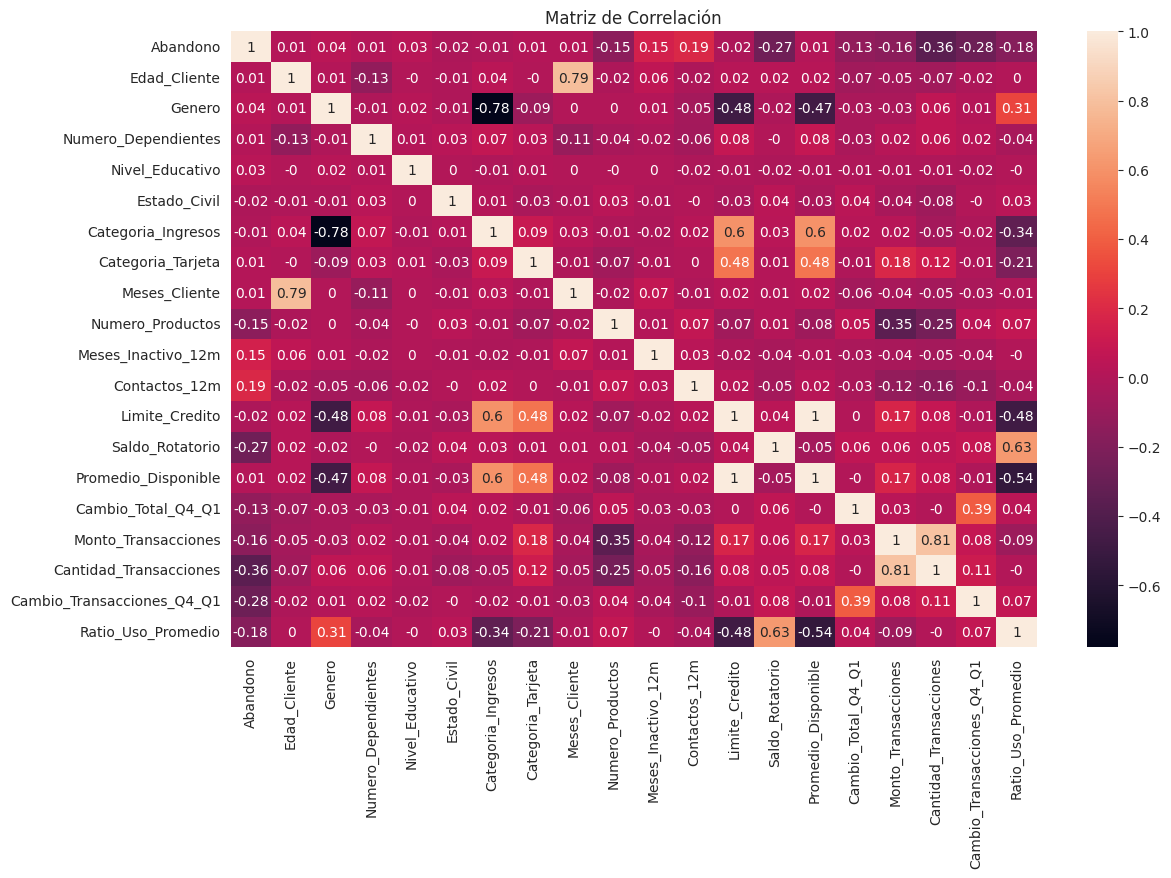 Matriz de Correlación
Abandono 1 0.01 0.04 0.01 0.03 -0.02 -0.01 0.01 0.01 -0.15 0.15 0.19 -0.02 -0.27 0.01 -0.13 -0.16 -0.36 -0.28 -0.18
Edad_Cliente 0.01 1 0.01 -0.13 -0 -0.01 0.04 -0 0.79 -0.02 0.06 -0.02 0.02 0.02 0.02 -0.07 -0.05 -0.07 -0.02 0
Genero 0.04 0.01 1 -0.01 0.02 -0.01 -0.78 -0.09 0 0 0.01 -0.05 -0.48 -0.02 -0.47 -0.03 -0.03 0.06 0.01 0.31
Numero_Dependientes 0.01 -0.13 -0.01 1 0.01 0.03 0.07 0.03 -0.11 -0.04 -0.02 -0.06 0.08 -0 0.08 -0.03 0.02 0.06 0.02 -0.04
Nivel_Educativo 0.03 -0 0.02 0.01 1 0 -0.01 0.01 0 -0 0 -0.02 -0.01 -0.02 -0.01 -0.01 -0.01 -0.01 -0.02 -0
Estado_Civil -0.02 -0.01 -0.01 0.03 0 1 0.01 -0.03 -0.01 0.03 -0.01 -0 -0.03 0.04 -0.03 0.04 -0.04 -0.08 -0 0.03
Categoria_Ingresos -0.01 0.04 -0.78 0.07 -0.01 0.01 1 0.09 0.03 -0.01 -0.02 0.02 0.6 0.03 0.6 0.02 0.02 -0.05 -0.02 -0.34
Categoria_Tarjeta 0.01 -0 -0.09 0.03 0.01 -0.03 0.09 1 -0.01 -0.07 -0.01 0 0.48 0.01 0.48 -0.01 0.18 0.12 -0.01 -0.21
Meses_Cliente 0.01 0.79 0 -0.11 0 -0.01 0.03 -0.01 1 -0.02 0.07 -0.01 0.02 0.01 0.02 -0.06 -0.04 -0.05 -0.03 -0.01
Numero_Productos -0.15 -0.02 0 -0.04 -0 0.03 -0.01 -0.07 -0.02 1 0.01 0.07 -0.07 0.01 -0.08 0.05 -0.35 -0.25 0.04 0.07
Meses_Inactivo_12m 0.15 0.06 0.01 -0.02 0 -0.01 -0.02 -0.01 0.07 0.01 1 0.03 -0.02 -0.04 -0.01 -0.03 -0.04 -0.05 -0.04 -0
Contactos_12m 0.19 -0.02 -0.05 -0.06 -0.02 -0 0.02 0 -0.01 0.07 0.03 1 0.02 -0.05 0.02 -0.03 -0.12 -0.16 -0.1 -0.04
Limite_Credito -0.02 0.02 -0.48 0.08 -0.01 -0.03 0.6 0.48 0.02 -0.07 -0.02 0.02 1 0.04 1 0 0.17 0.08 -0.01 -0.48
Saldo_Rotatorio -0.27 0.02 -0.02 -0 -0.02 0.04 0.03 0.01 0.01 0.01 -0.04 -0.05 0.04 1 -0.05 0.06 0.06 0.05 0.08 0.63
Promedio_Disponible 0.01 0.02 -0.47 0.08 -0.01 -0.03 0.6 0.48 0.02 -0.08 -0.01 0.02 1 -0.05 1 -0 0.17 0.08 -0.01 -0.54
Cambio_Total_Q4_Q1 -0.13 -0.07 -0.03 -0.03 -0.01 0.04 0.02 -0.01 -0.06 0.05 -0.03 -0.03 0 0.06 -0 1 0.03 -0 0.39 0.04
Monto_Transacciones -0.16 -0.05 -0.03 0.02 -0.01 -0.04 0.02 0.18 -0.04 -0.35 -0.04 -0.12 0.17 0.06 0.17 0.03 1 0.81 0.08 -0.09
Cantidad_Transacciones -0.36 -0.07 0.06 0.06 -0.01 -0.08 -0.05 0.12 -0.05 -0.25 -0.05 -0.16 0.08 0.05 0.08 -0 0.81 1 0.11 -0
Cambio_Transacciones_Q4_Q1 -0.28 -0.02 0.01 0.02 -0.02 -0 -0.02 -0.01 -0.03 0.04 -0.04 -0.1 -0.01 0.08 -0.01 0.39 0.08 0.11 1 0.07
Ratio_Uso_Promedio -0.18 0 0.31 -0.04 -0 0.03 -0.34 -0.21 -0.01 0.07 -0 -0.04 -0.48 0.63 -0.54 0.04 -0.09 -0 0.07 1
Abandono
Edad_Cliente
Genero
Numero_Dependientes
Nivel_Educativo
Estado_Civil
Categoria_Ingresos
Categoria_Tarjeta
Meses_Cliente
Numero_Productos
Meses_Inactivo_12m
Contactos_12m
Limite_Credito
Saldo_Rotatorio
Promedio_Disponible
Cambio_Total_Q4_Q1
Monto_Transacciones
Cantidad_Transacciones
Cambio_Transacciones_Q4_Q1
Ratio_Uso_Promedio
1.0
0.8
0.6
0.4
0.2
0.0
−0.2
−0.4
−0.6